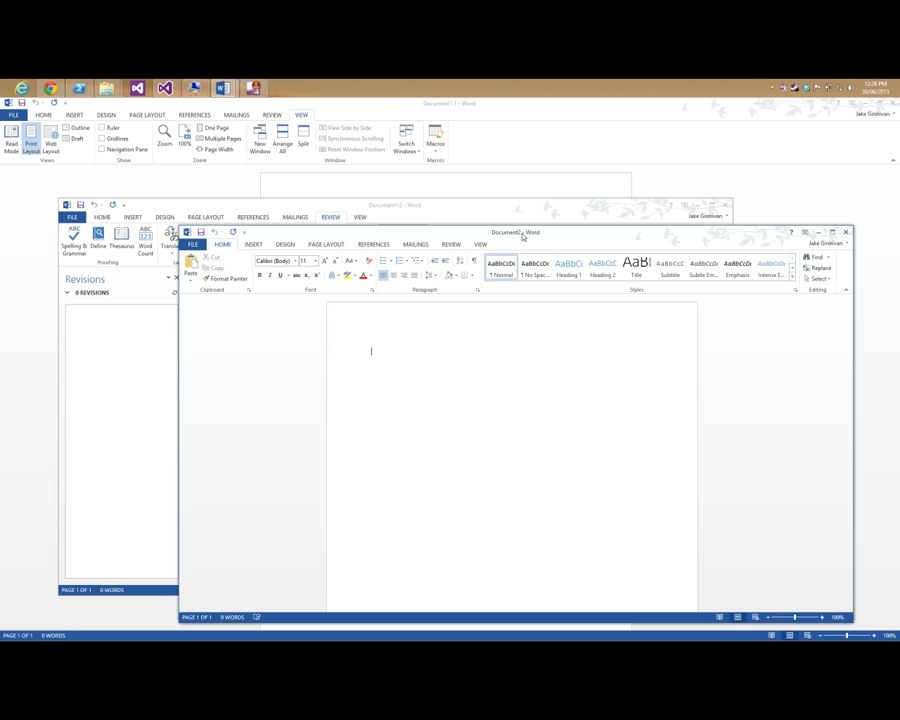 12:26 PM
30/06/2013
Document1:1 - Word
FILE HOME INSERT DESIGN PAGE LAYOUT REFERENCES MAILINGS REVIEW VIEW
Jake Ginnivan
Read Mode
Print Layout
Web Layout
Outline
Draft
Views
Ruler
Gridlines
Navigation Pane
Show
Zoom
100%
One Page
Multiple Pages
Page Width
Zoom
New Window
Arrange All
Split
View Side by Side
Synchronous Scrolling
Reset Window Position
Window
Switch Windows
Macros
Macros
Document1:2 - Word
FILE HOME INSERT DESIGN PAGE LAYOUT REFERENCES MAILINGS REVIEW VIEW
Jake Ginnivan
Spelling & Grammar
Define
Thesaurus
Word Count
Proofing
Revisions
0 REVISIONS
PAGE 1 OF 1 0 WORDS
Document2 - Word
FILE HOME INSERT DESIGN PAGE LAYOUT REFERENCES MAILINGS REVIEW VIEW
Jake Ginnivan
Paste
Cut
Copy
Format Painter
Clipboard
Calibri (Body) 11
Font
Paragraph
AaBbCcDc AaBbCcDc AaBbCc AaBbCcC AaBl AaBbCcC AaBbCcDc AaBbCcDc AaBbCcDc
¶ Normal ¶ No Spac... Heading 1 Heading 2 Title Subtitle Subtle Em... Emphasis Intense E...
Styles
Find
Replace
Select
Editing
PAGE 1 OF 1 0 WORDS
100%
PAGE 1 OF 1 0 WORDS
100%